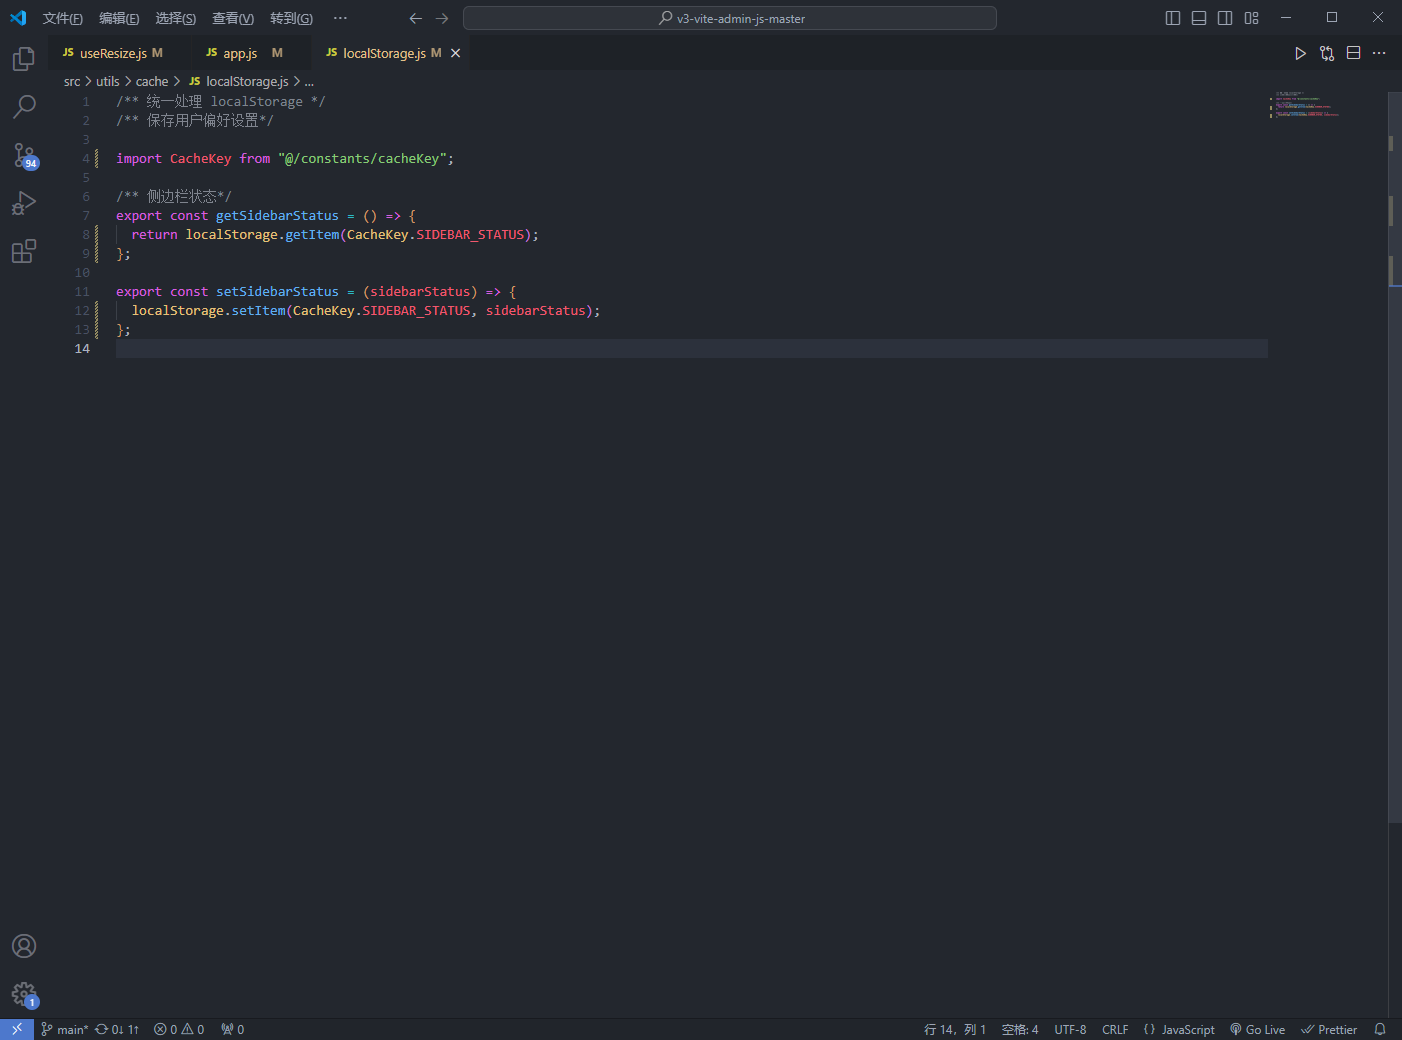 文件(F) 编辑(E) 选择(S) 查看(V) 转到(G) ··· v3-vite-admin-js-master
JS useResize.js M JS app.js M JS localStorage.js M
src > utils > cache > JS localStorage.js > ...
1 /** 统一处理 localStorage */
2 /** 保存用户偏好设置*/
3
4 import CacheKey from "@/constants/cacheKey";
5
6 /** 侧边栏状态*/
7 export const getSidebarStatus = () => {
8 return localStorage.getItem(CacheKey.SIDEBAR_STATUS);
9 };
10
11 export const setSidebarStatus = (sidebarStatus) => {
12 localStorage.setItem(CacheKey.SIDEBAR_STATUS, sidebarStatus);
13 };
14
94
1
main* 0↓ 1↑ 0 0 0 行 14，列 1 空格: 4 UTF-8 CRLF {} JavaScript Go Live Prettier